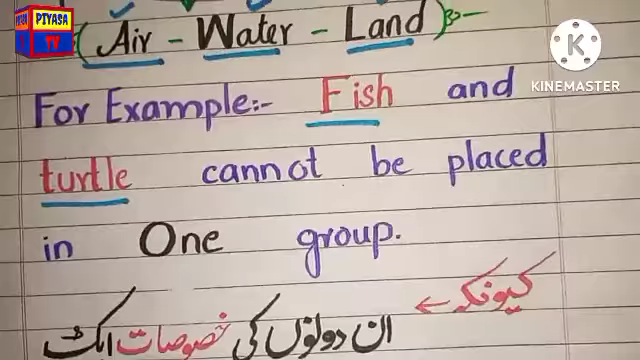 PIYASA
TV
KINEMASTER
(Air - Water - Land)
For Example:- Fish and
turtle cannot be placed
in One group.
کیونکہ ←
ان دونوں کی خصوصات ایک